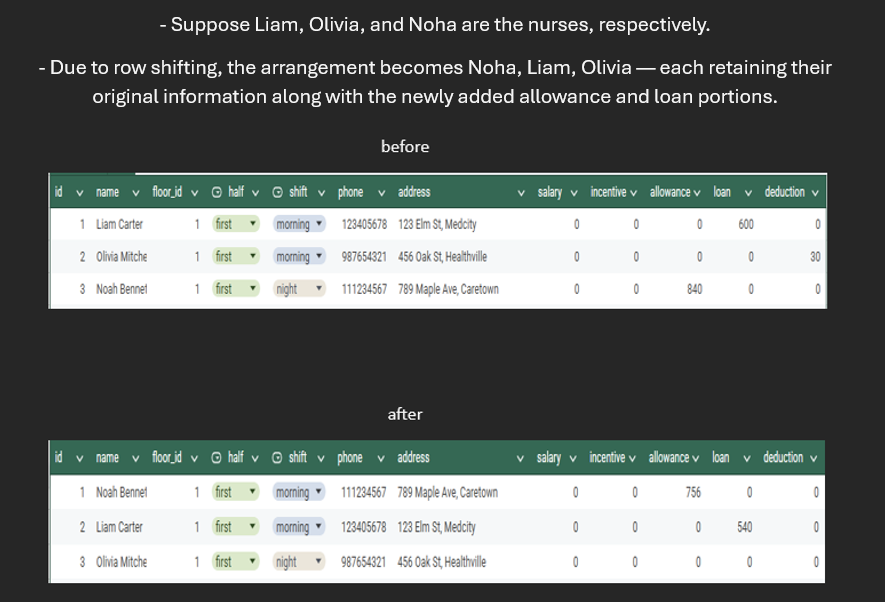 - Suppose Liam, Olivia, and Noha are the nurses, respectively.
- Due to row shifting, the arrangement becomes Noha, Liam, Olivia — each retaining their
original information along with the newly added allowance and loan portions.
before
id name floor_id half shift phone address salary incentive allowance loan deduction
1 Liam Carter 1 first morning 123405678 123 Elm St, Medcity 0 0 0 600 0
2 Olivia Mitche 1 first morning 987654321 456 Oak St, Healthville 0 0 0 0 30
3 Noah Bennet 1 first night 111234567 789 Maple Ave, Caretown 0 0 840 0 0
after
id name floor_id half shift phone address salary incentive allowance loan deduction
1 Noah Bennet 1 first morning 111234567 789 Maple Ave, Caretown 0 0 756 0 0
2 Liam Carter 1 first morning 123405678 123 Elm St, Medcity 0 0 0 540 0
3 Olivia Mitche 1 first night 987654321 456 Oak St, Healthville 0 0 0 0 0